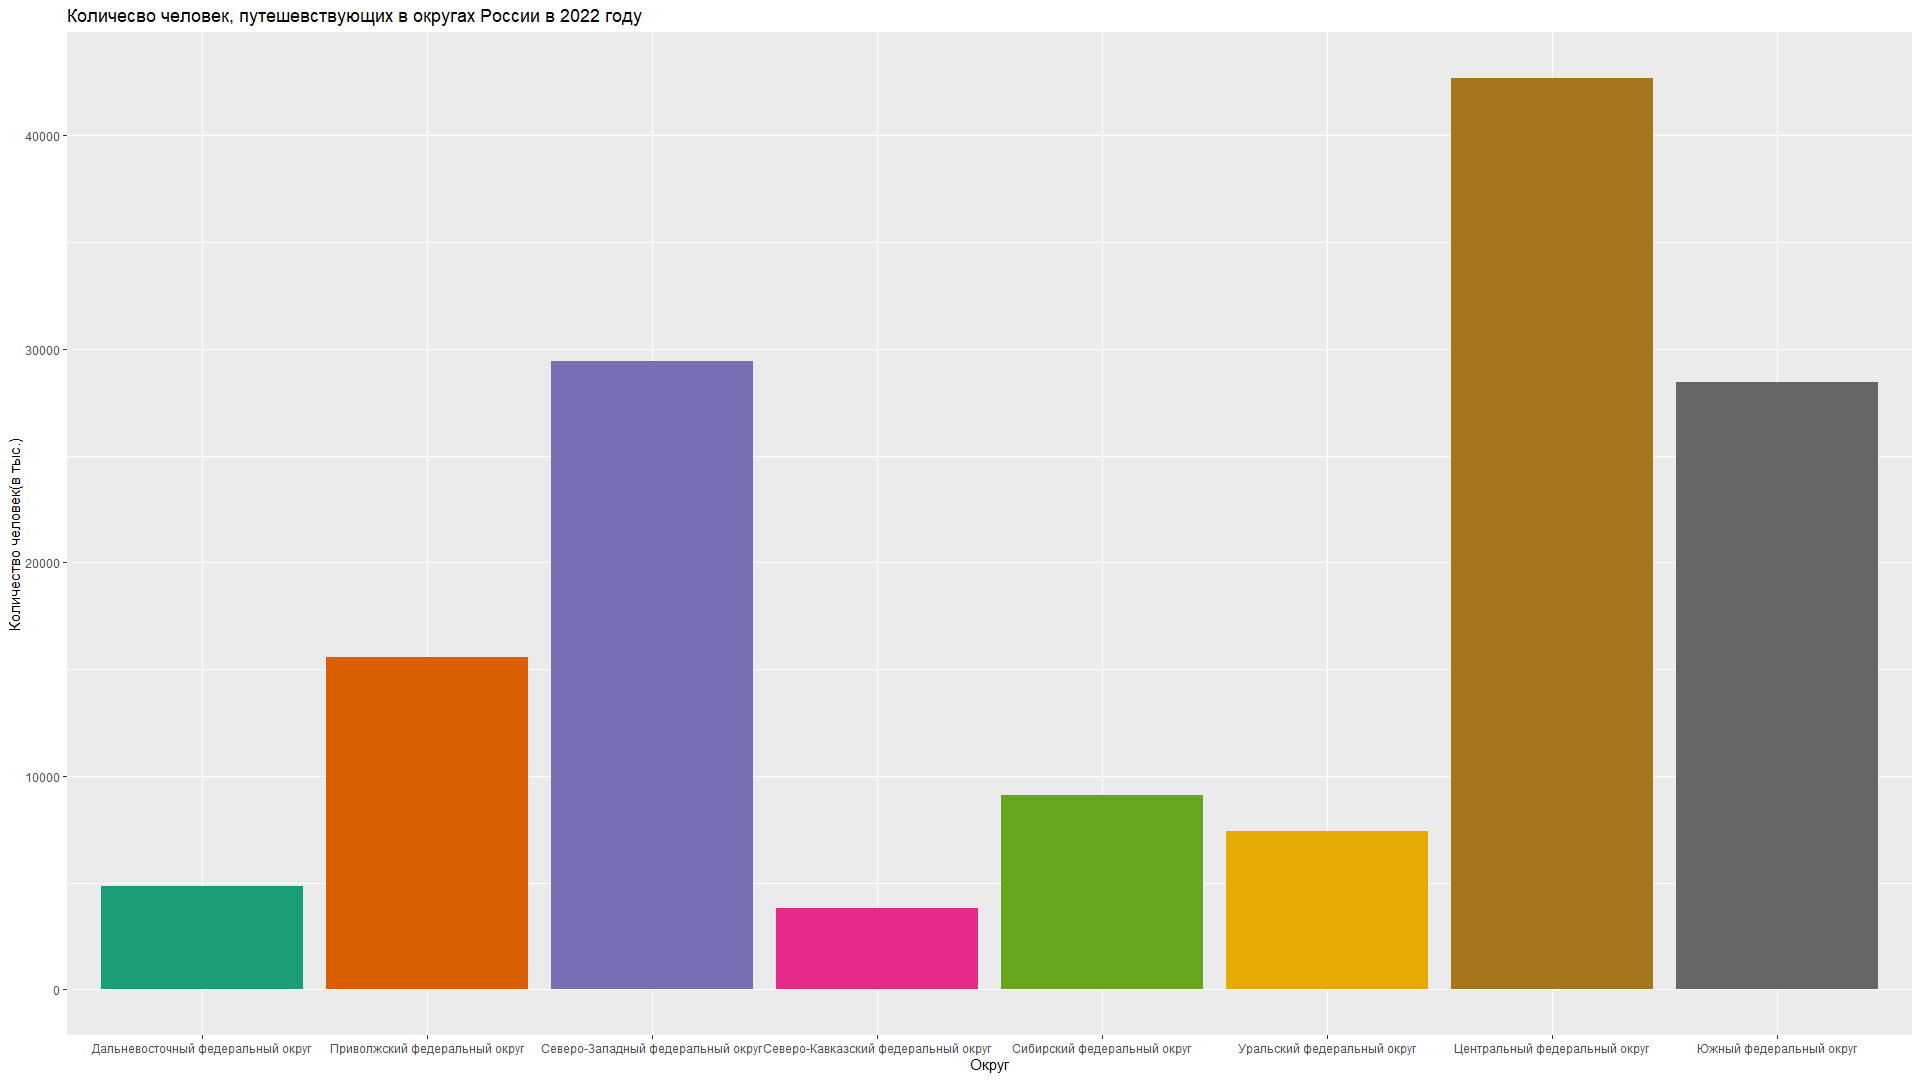 Количесво человек, путешевствующих в округах России в 2022 году
Количество человек(в тыс.)
40000
30000
20000
10000
0
Дальневосточный федеральный округ
Приволжский федеральный округ
Северо-Западный федеральный округ
Северо-Кавказский федеральный округ
Сибирский федеральный округ
Уральский федеральный округ
Центральный федеральный округ
Южный федеральный округ
Округ